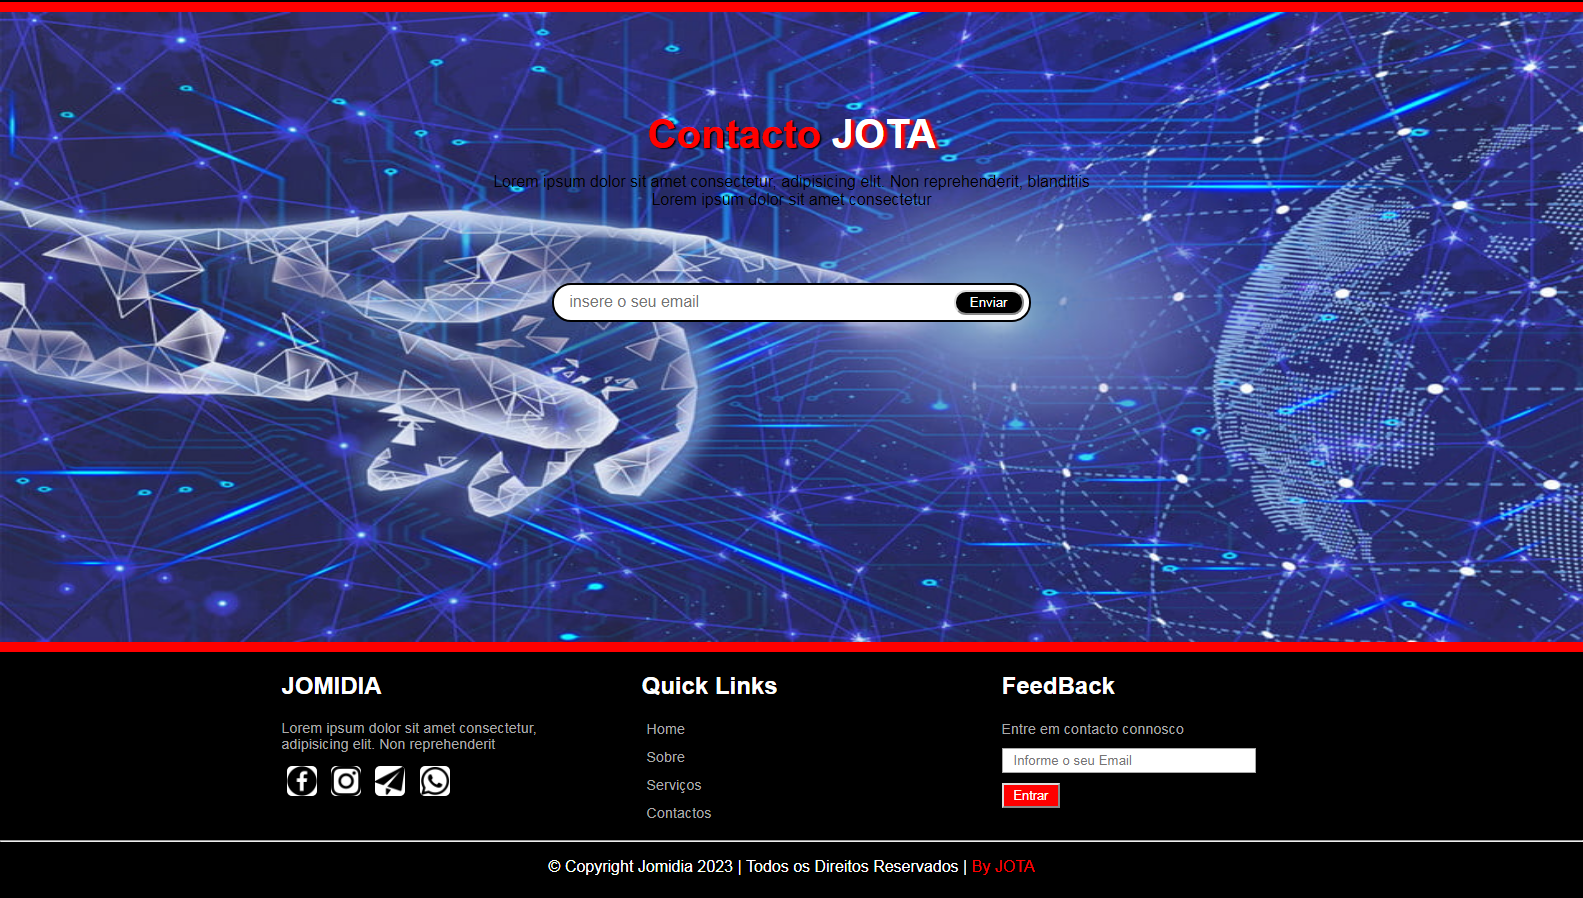 Contacto JOTA
Lorem ipsum dolor sit amet consectetur, adipisicing elit. Non reprehenderit, blanditiis
Lorem ipsum dolor sit amet consectetur
insere o seu email
Enviar
JOMIDIA
Lorem ipsum dolor sit amet consectetur,
adipisicing elit. Non reprehenderit
Quick Links
Home
Sobre
Serviços
Contactos
FeedBack
Entre em contacto connosco
Informe o seu Email
Entrar
© Copyright Jomidia 2023 | Todos os Direitos Reservados | By JOTA